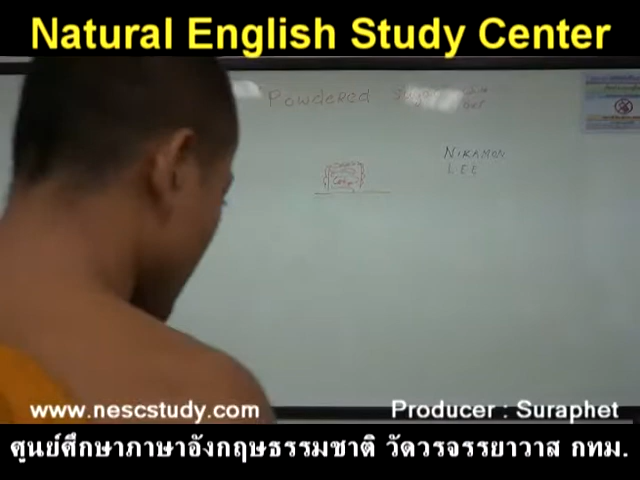 Natural English Study Center
Powdered
NIKAMON
LEE
www.nescstudy.com
Producer : Suraphet
ศูนย์ศึกษาภาษาอังกฤษธรรมชาติ วัดวรจรรยาวาส กทม.